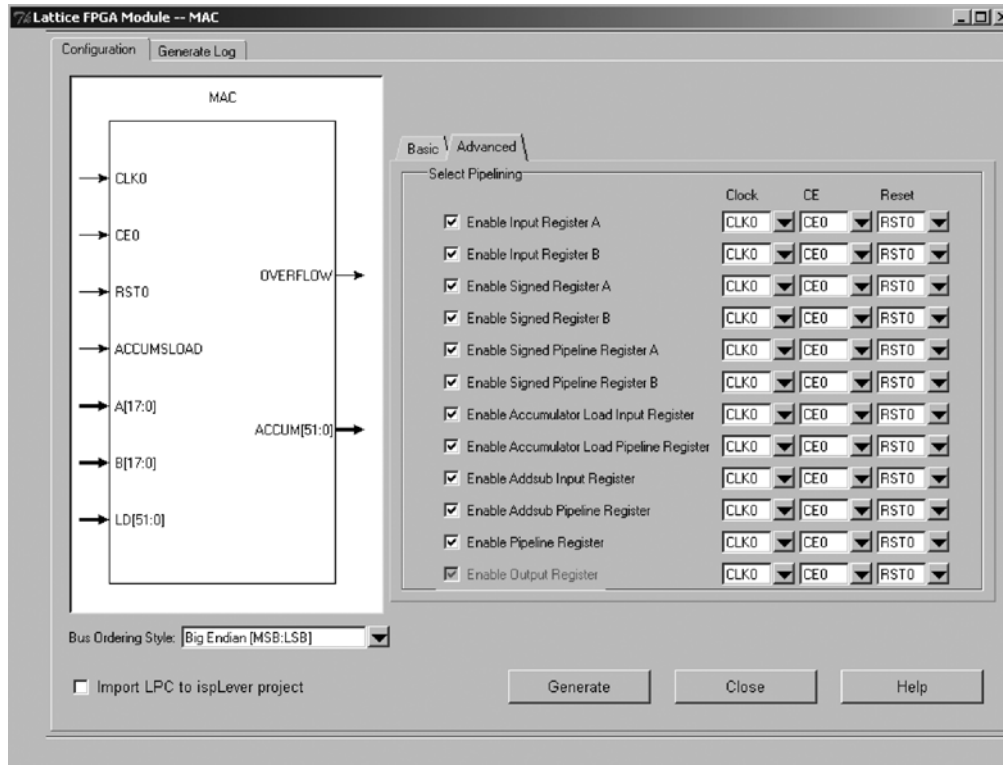 Lattice FPGA Module -- MAC
Configuration Generate Log
MAC
CLK0
CE0
RST0
ACCUMSLOAD
A[17:0]
B[17:0]
LD[51:0]
OVERFLOW
ACCUM[51:0]
Basic Advanced
Select Pipelining
Clock CE Reset
Enable Input Register A CLK0 CE0 RST0
Enable Input Register B CLK0 CE0 RST0
Enable Signed Register A CLK0 CE0 RST0
Enable Signed Register B CLK0 CE0 RST0
Enable Signed Pipeline Register A CLK0 CE0 RST0
Enable Signed Pipeline Register B CLK0 CE0 RST0
Enable Accumulator Load Input Register CLK0 CE0 RST0
Enable Accumulator Load Pipeline Register CLK0 CE0 RST0
Enable Addsub Input Register CLK0 CE0 RST0
Enable Addsub Pipeline Register CLK0 CE0 RST0
Enable Pipeline Register CLK0 CE0 RST0
Enable Output Register CLK0 CE0 RST0
Bus Ordering Style: Big Endian [MSB:LSB]
Import LPC to ispLever project
Generate Close Help